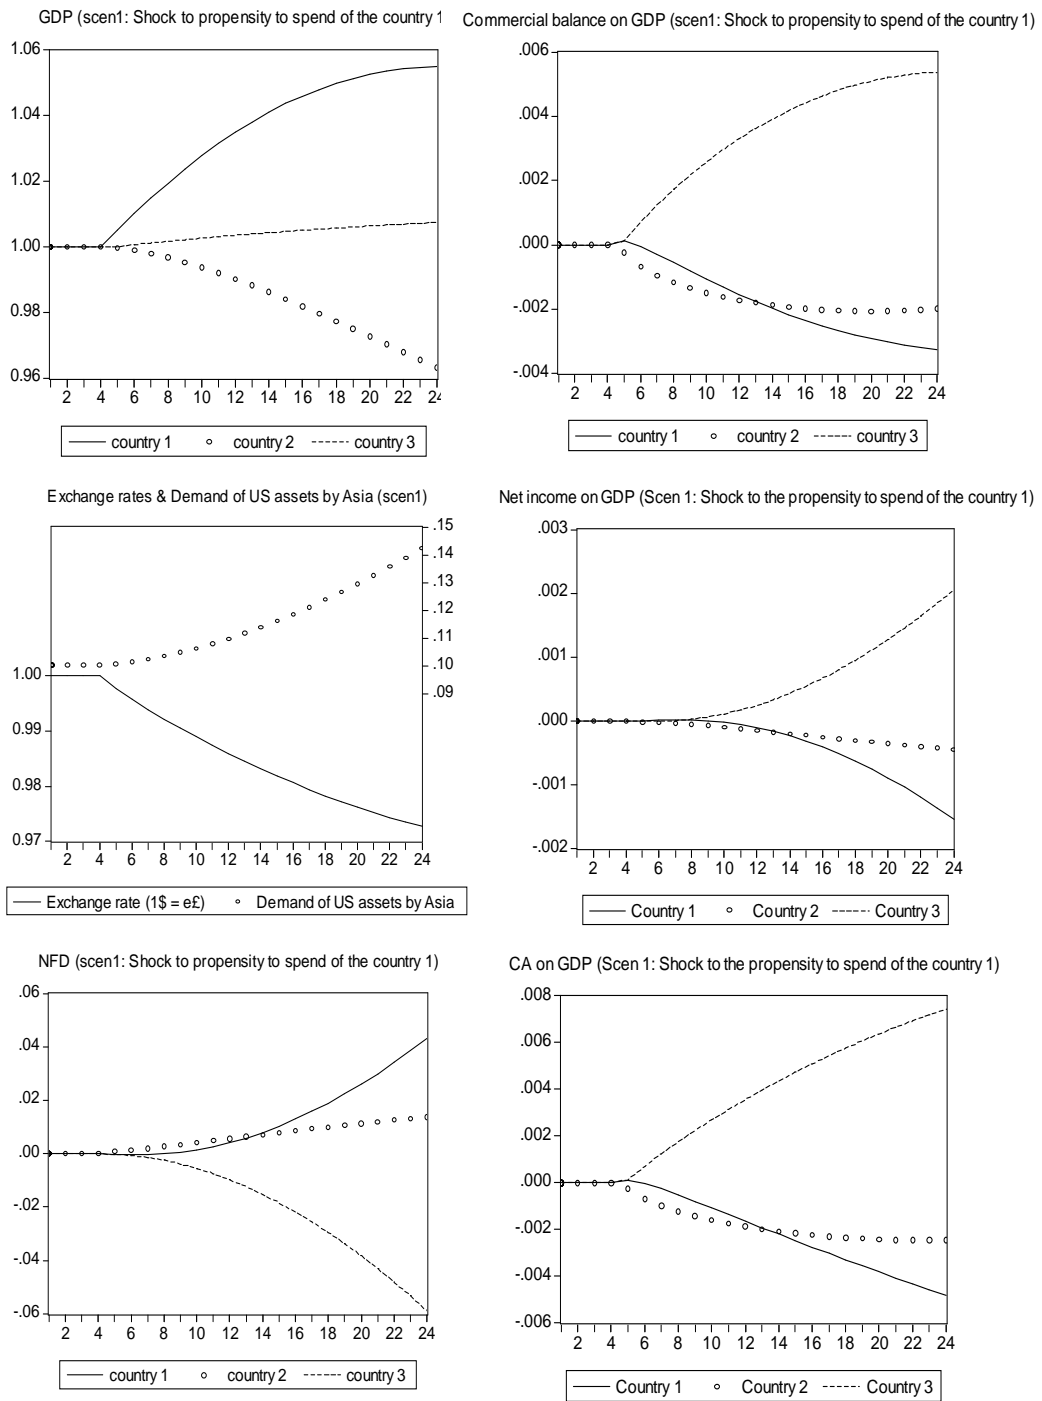 GDP (scen1: Shock to propensity to spend of the country 1
1.06
1.04
1.02
1.00
0.98
0.96
2 4 6 8 10 12 14 16 18 20 22 24
country 1 country 2 country 3
Commercial balance on GDP (scen1: Shock to propensity to spend of the country 1)
.006
.004
.002
.000
-.002
-.004
2 4 6 8 10 12 14 16 18 20 22 24
country 1 country 2 country 3
Exchange rates & Demand of US assets by Asia (scen1)
.15
.14
.13
.12
.11
.10
.09
1.00
0.99
0.98
0.97
2 4 6 8 10 12 14 16 18 20 22 24
Exchange rate (1$ = e£) Demand of US assets by Asia
Net income on GDP (Scen 1: Shock to the propensity to spend of the country 1)
.003
.002
.001
.000
-.001
-.002
2 4 6 8 10 12 14 16 18 20 22 24
Country 1 Country 2 Country 3
NFD (scen1: Shock to propensity to spend of the country 1)
.06
.04
.02
.00
-.02
-.04
-.06
2 4 6 8 10 12 14 16 18 20 22 24
country 1 country 2 country 3
CA on GDP (Scen 1: Shock to the propensity to spend of the country 1)
.008
.006
.004
.002
.000
-.002
-.004
-.006
2 4 6 8 10 12 14 16 18 20 22 24
Country 1 Country 2 Country 3